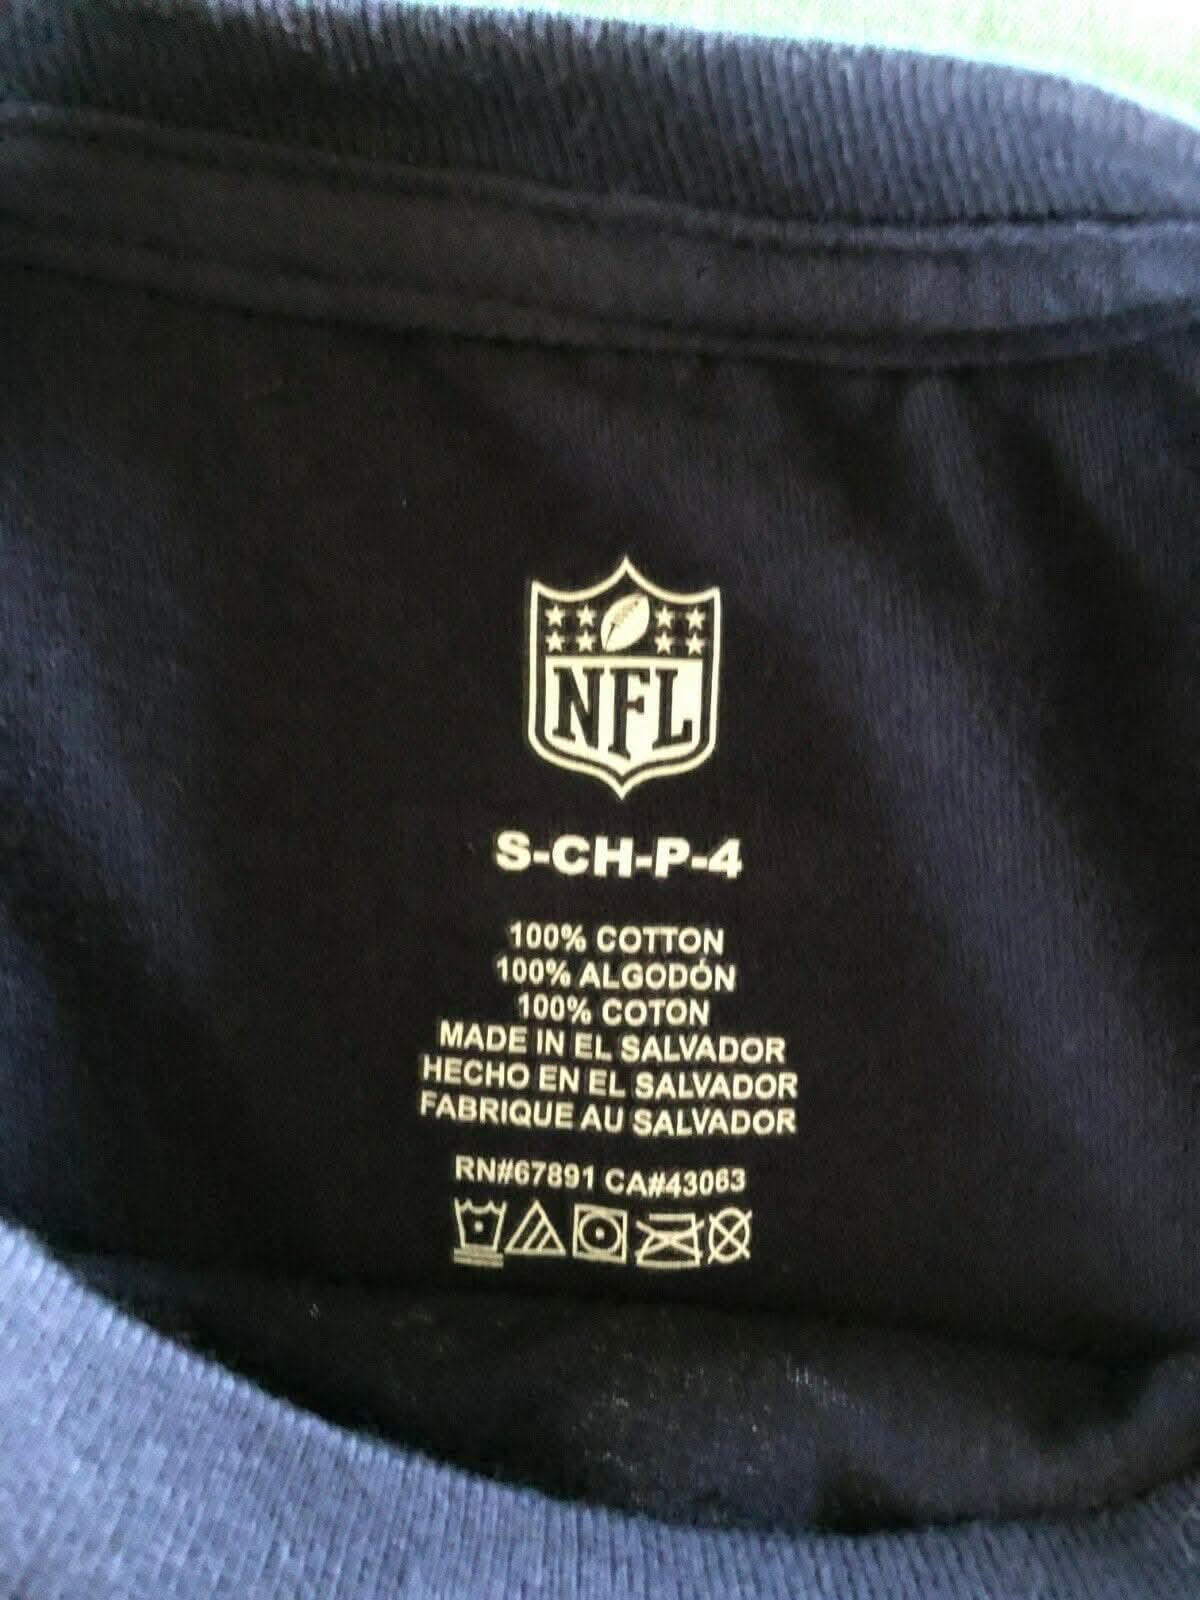 NFL
S-CH-P-4
100% COTTON
100% ALGODÓN
100% COTON
MADE IN EL SALVADOR
HECHO EN EL SALVADOR
FABRIQUE AU SALVADOR
RN#67891 CA#43063